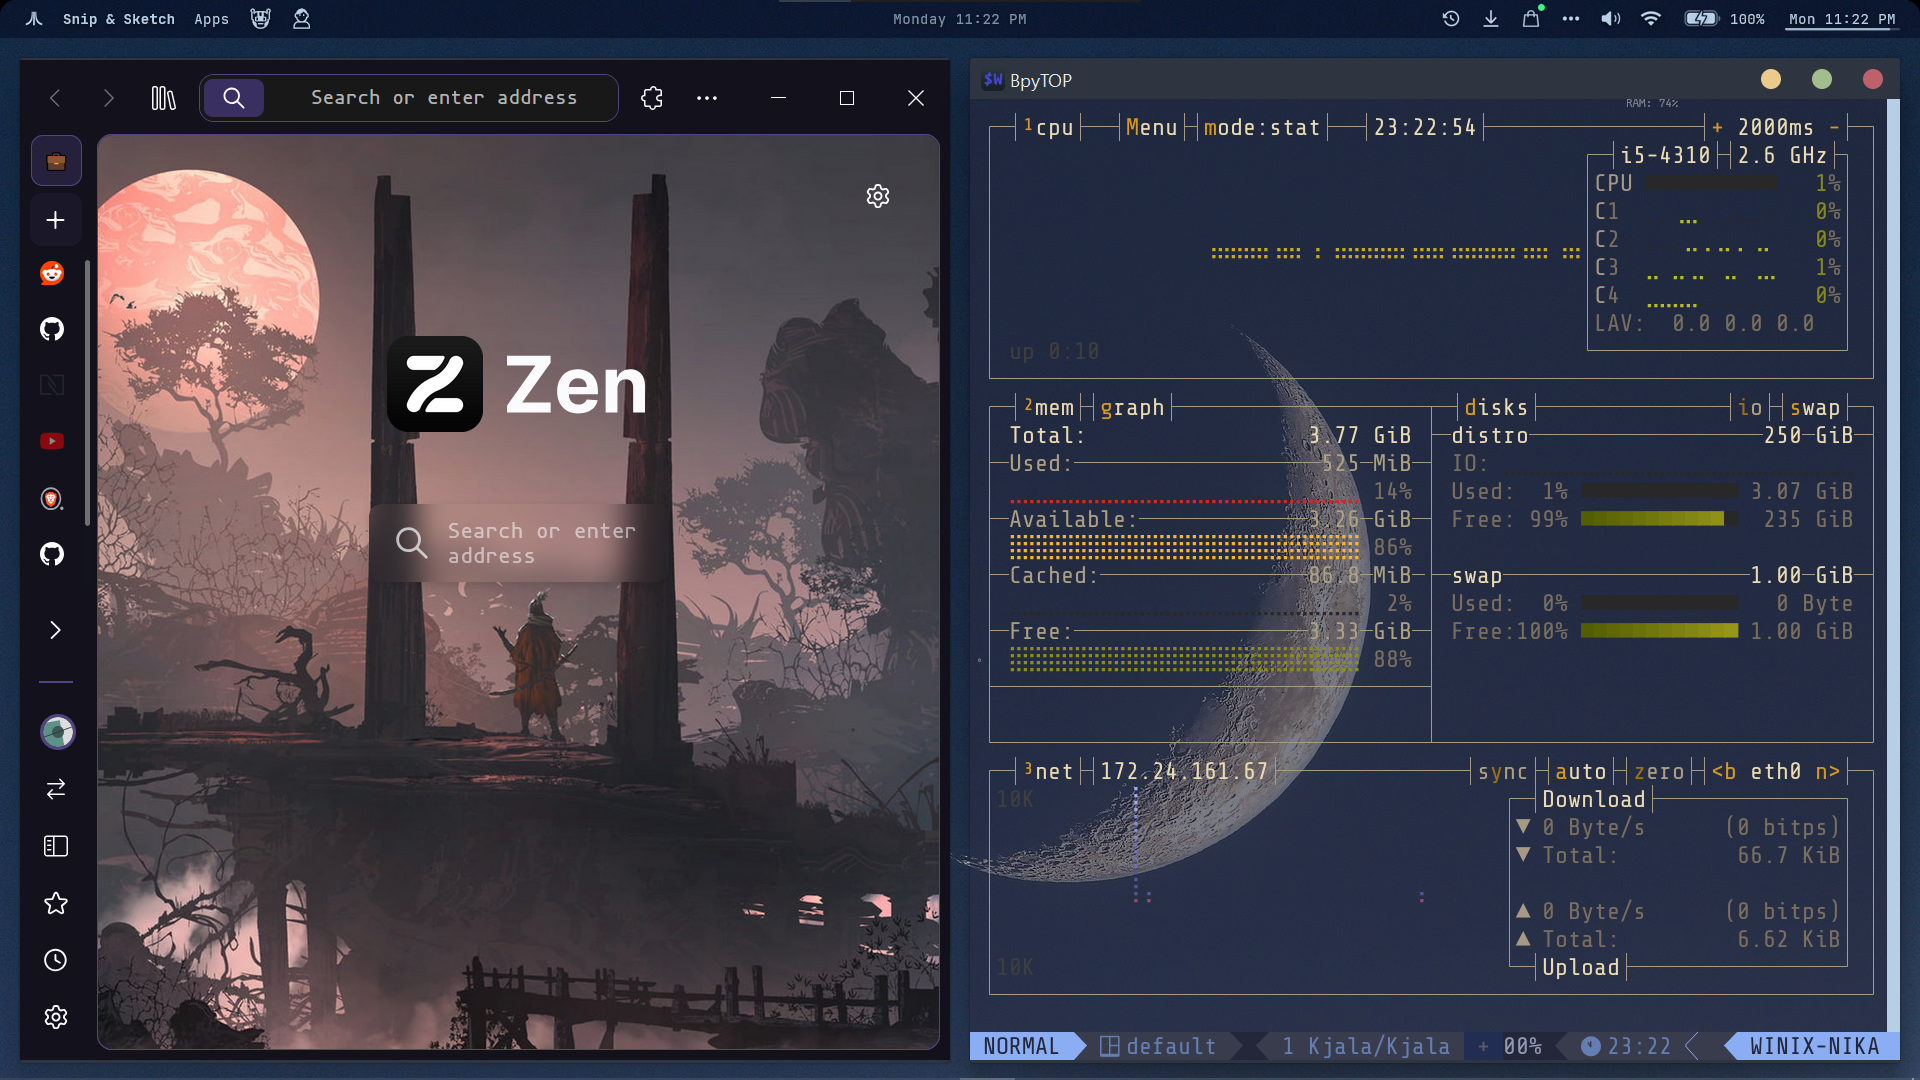 Snip & Sketch Apps
Monday 11:22 PM
100% Mon 11:22 PM
Search or enter address
Zen
Search or enter
address
$W BpyTOP
RAM: 74%
1cpu Menu mode:stat 23:22:54 + 2000ms -
i5-4310 2.6 GHz
CPU 1%
C1 0%
C2 0%
C3 1%
C4 0%
LAV: 0.0 0.0 0.0
up 0:10
2mem graph
Total: 3.77 GiB
Used: 525 MiB
14%
Available: 3.26 GiB
86%
Cached: 86.8 MiB
2%
Free: 3.33 GiB
88%
disks io swap
distro 250 GiB
IO:
Used: 1% 3.07 GiB
Free: 99% 235 GiB
swap 1.00 GiB
Used: 0% 0 Byte
Free:100% 1.00 GiB
3net 172.24.161.67 sync auto zero <b eth0 n>
10K
10K
Download
▼ 0 Byte/s (0 bitps)
▼ Total: 66.7 KiB
▲ 0 Byte/s (0 bitps)
▲ Total: 6.62 KiB
Upload
NORMAL default 1 Kjala/Kjala + 00% 23:22 WINIX-NIKA